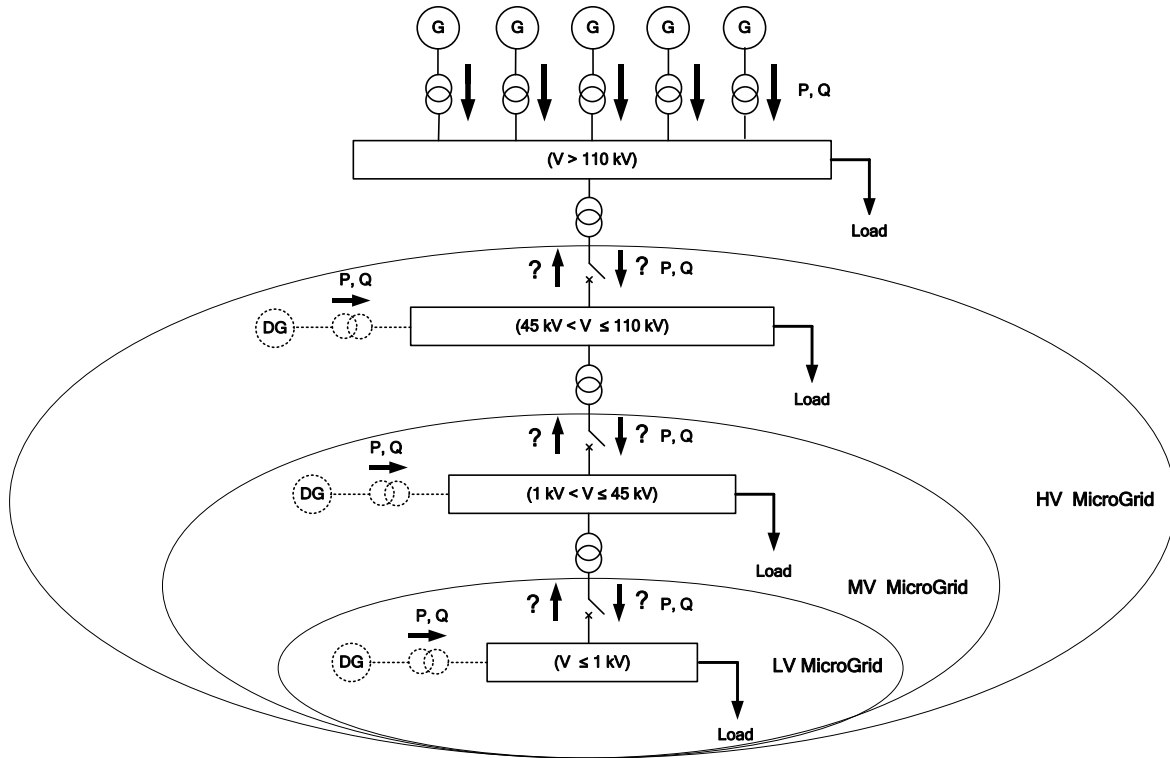 G G G G G
P, Q
(V > 110 kV)
Load
? ? P, Q
P, Q
DG
(45 kV < V ≤ 110 kV)
Load
? ? P, Q
P, Q
DG
(1 kV < V ≤ 45 kV)
HV MicroGrid
Load
MV MicroGrid
? ? P, Q
P, Q
DG
(V ≤ 1 kV)
LV MicroGrid
Load